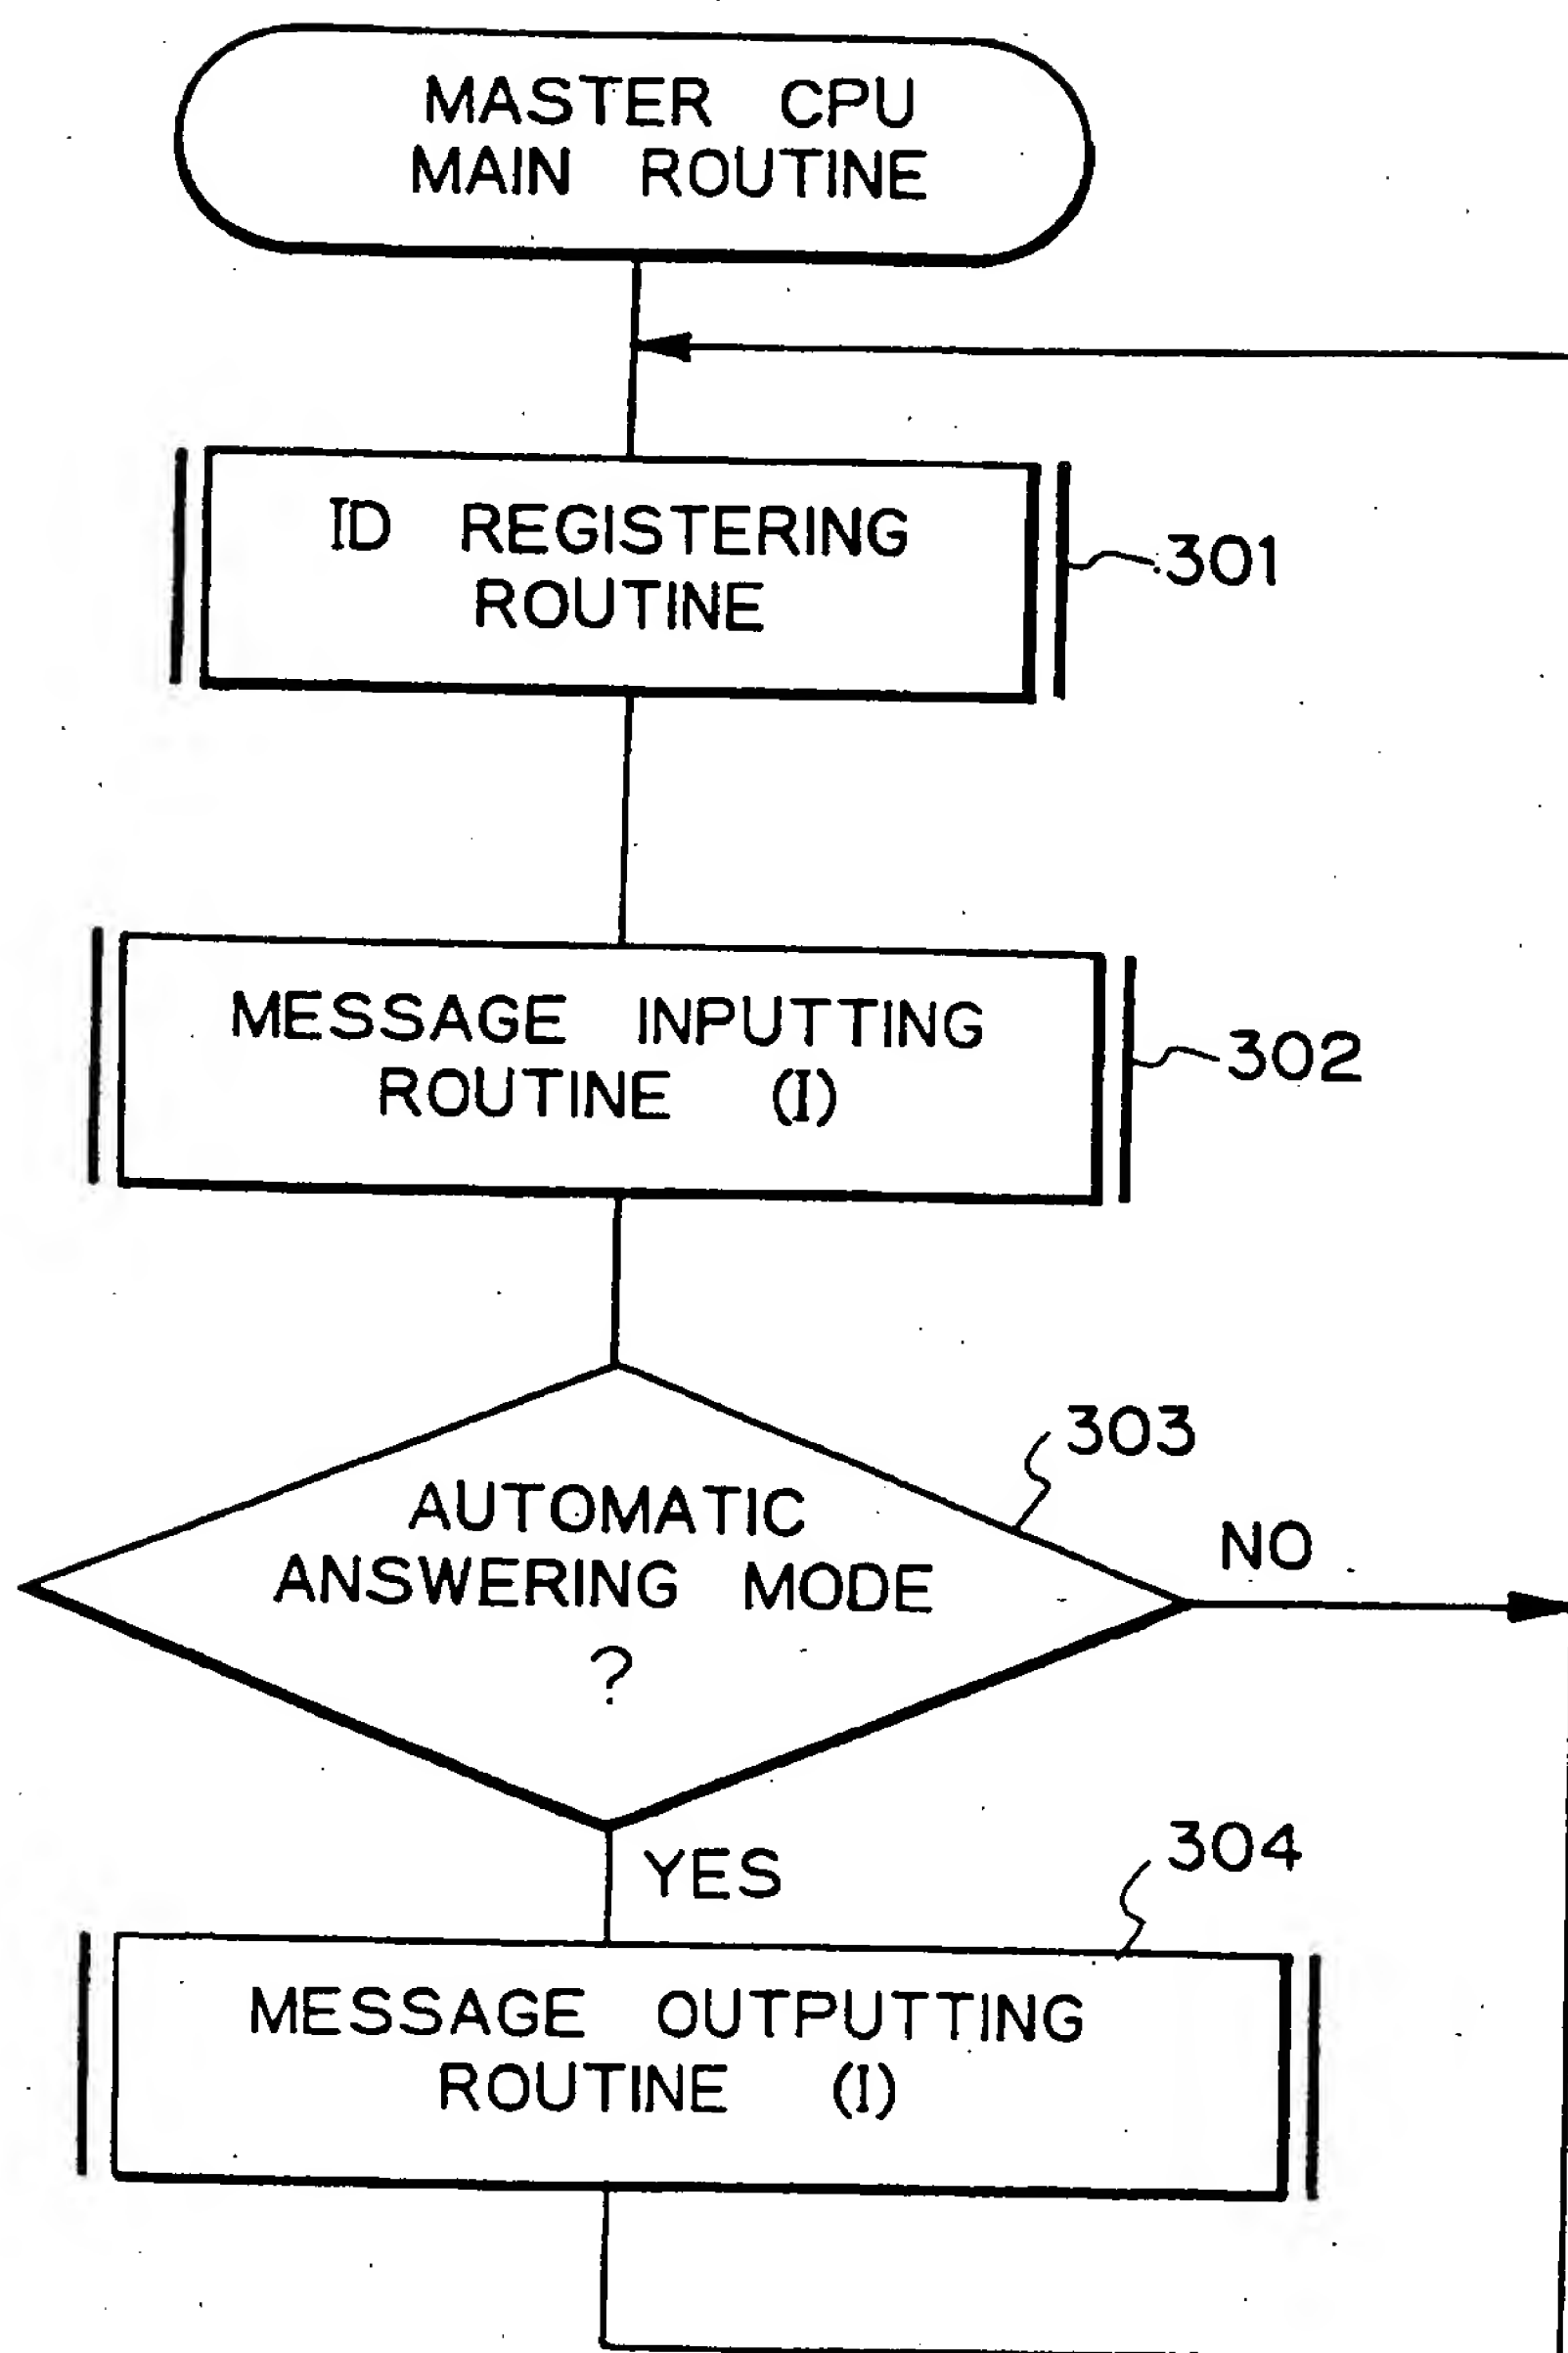 MASTER CPU
MAIN ROUTINE
ID REGISTERING
ROUTINE
301
MESSAGE INPUTTING
ROUTINE (I)
302
303
AUTOMATIC
ANSWERING MODE
?
NO
YES
304
MESSAGE OUTPUTTING
ROUTINE (I)